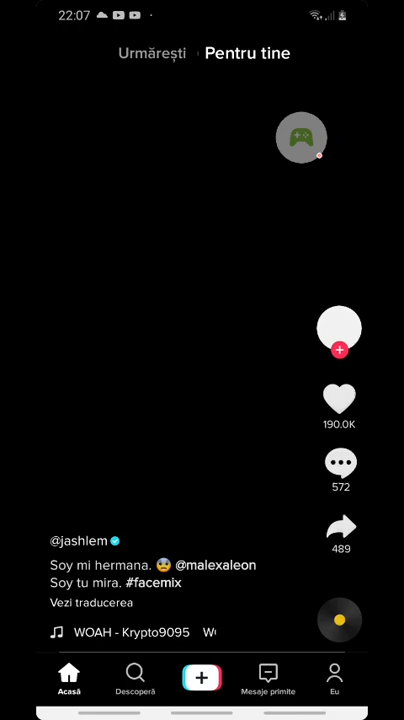 22:07
Urmărești
Pentru tine
190.0K
572
489
@jashlem
Soy mi hermana. 😰 @malexaleon
Soy tu mira. #facemix
Vezi traducerea
WOAH - Krypto9095 W
Acasă
Descoperă
Mesaje primite
Eu